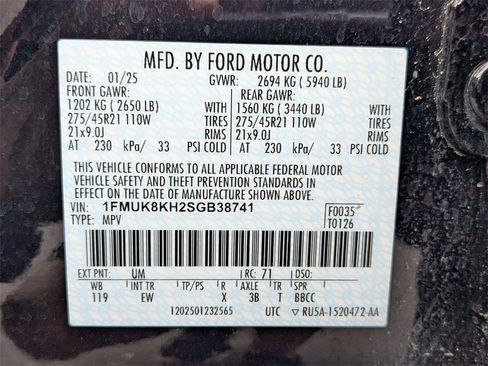 MFD. BY FORD MOTOR CO.
DATE: 01/25 GVWR: 2694 KG ( 5940 LB)
FRONT GAWR: REAR GAWR:
1202 KG ( 2650 LB) 1560 KG ( 3440 LB)
275/45R21 110W TIRES 275/45R21 110W TIRES
21x9.0J RIMS 21x9.0J RIMS
AT 230 kPa/ 33 PSI COLD AT 230 kPa/ 33 PSI COLD
THIS VEHICLE CONFORMS TO ALL APPLICABLE FEDERAL MOTOR
VEHICLE SAFETY AND THEFT PREVENTION STANDARDS IN
EFFECT ON THE DATE OF MANUFACTURE SHOWN ABOVE.
VIN: 1FMUK8KH2SGB38741 F0035
TYPE: MPV T0126
EXT PNT: UM RC: 71 DSO:
WB INT TR TP/PS R AXLE TR SPR
119 EW X 3B T BBCC
1202501232565 UTC RU5A-1520472-AA